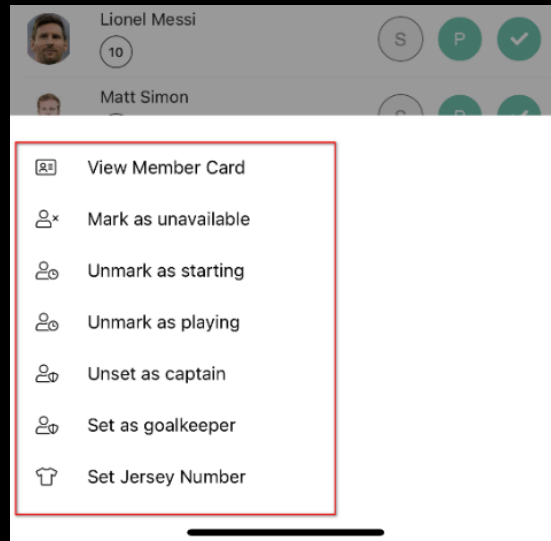 Lionel Messi
10
S P
Matt Simon
S P
View Member Card
Mark as unavailable
Unmark as starting
Unmark as playing
Unset as captain
Set as goalkeeper
Set Jersey Number